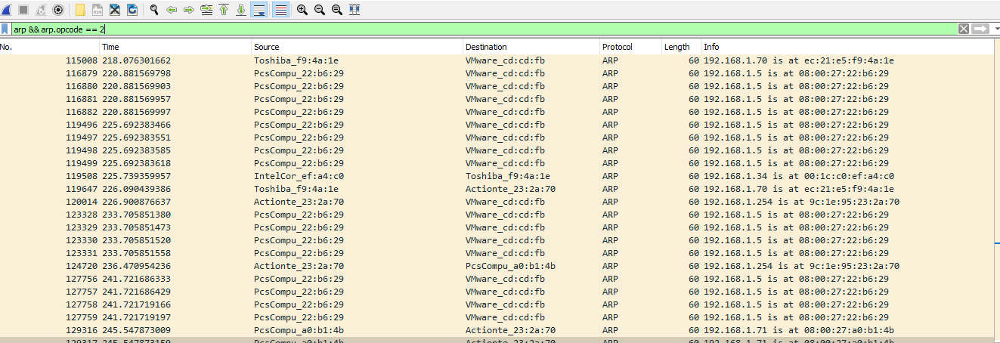 arp && arp.opcode == 2
No. Time Source Destination Protocol Length Info
115008 218.076301662 Toshiba_f9:4a:1e VMware_cd:cd:fb ARP 60 192.168.1.70 is at ec:21:e5:f9:4a:1e
116879 220.881569798 PcsCompu_22:b6:29 VMware_cd:cd:fb ARP 60 192.168.1.5 is at 08:00:27:22:b6:29
116880 220.881569903 PcsCompu_22:b6:29 VMware_cd:cd:fb ARP 60 192.168.1.5 is at 08:00:27:22:b6:29
116881 220.881569957 PcsCompu_22:b6:29 VMware_cd:cd:fb ARP 60 192.168.1.5 is at 08:00:27:22:b6:29
116882 220.881569997 PcsCompu_22:b6:29 VMware_cd:cd:fb ARP 60 192.168.1.5 is at 08:00:27:22:b6:29
119496 225.692383466 PcsCompu_22:b6:29 VMware_cd:cd:fb ARP 60 192.168.1.5 is at 08:00:27:22:b6:29
119497 225.692383551 PcsCompu_22:b6:29 VMware_cd:cd:fb ARP 60 192.168.1.5 is at 08:00:27:22:b6:29
119498 225.692383585 PcsCompu_22:b6:29 VMware_cd:cd:fb ARP 60 192.168.1.5 is at 08:00:27:22:b6:29
119499 225.692383618 PcsCompu_22:b6:29 VMware_cd:cd:fb ARP 60 192.168.1.5 is at 08:00:27:22:b6:29
119508 225.739359957 IntelCor_ef:a4:c0 Toshiba_f9:4a:1e ARP 60 192.168.1.34 is at 00:1c:c0:ef:a4:c0
119647 226.090439386 Toshiba_f9:4a:1e Actionte_23:2a:70 ARP 60 192.168.1.70 is at ec:21:e5:f9:4a:1e
120014 226.900876637 Actionte_23:2a:70 VMware_cd:cd:fb ARP 60 192.168.1.254 is at 9c:1e:95:23:2a:70
123328 233.705851380 PcsCompu_22:b6:29 VMware_cd:cd:fb ARP 60 192.168.1.5 is at 08:00:27:22:b6:29
123329 233.705851473 PcsCompu_22:b6:29 VMware_cd:cd:fb ARP 60 192.168.1.5 is at 08:00:27:22:b6:29
123330 233.705851520 PcsCompu_22:b6:29 VMware_cd:cd:fb ARP 60 192.168.1.5 is at 08:00:27:22:b6:29
123331 233.705851558 PcsCompu_22:b6:29 VMware_cd:cd:fb ARP 60 192.168.1.5 is at 08:00:27:22:b6:29
124720 236.470954236 Actionte_23:2a:70 PcsCompu_a0:b1:4b ARP 60 192.168.1.254 is at 9c:1e:95:23:2a:70
127756 241.721686333 PcsCompu_22:b6:29 VMware_cd:cd:fb ARP 60 192.168.1.5 is at 08:00:27:22:b6:29
127757 241.721686429 PcsCompu_22:b6:29 VMware_cd:cd:fb ARP 60 192.168.1.5 is at 08:00:27:22:b6:29
127758 241.721719166 PcsCompu_22:b6:29 VMware_cd:cd:fb ARP 60 192.168.1.5 is at 08:00:27:22:b6:29
127759 241.721719197 PcsCompu_22:b6:29 VMware_cd:cd:fb ARP 60 192.168.1.5 is at 08:00:27:22:b6:29
129316 245.547873009 PcsCompu_a0:b1:4b Actionte_23:2a:70 ARP 60 192.168.1.71 is at 08:00:27:a0:b1:4b
129317 245.547873159 PcsCompu_a0:b1:4b Actionte_23:2a:70 ARP 60 192.168.1.71 is at 08:00:27:a0:b1:4b